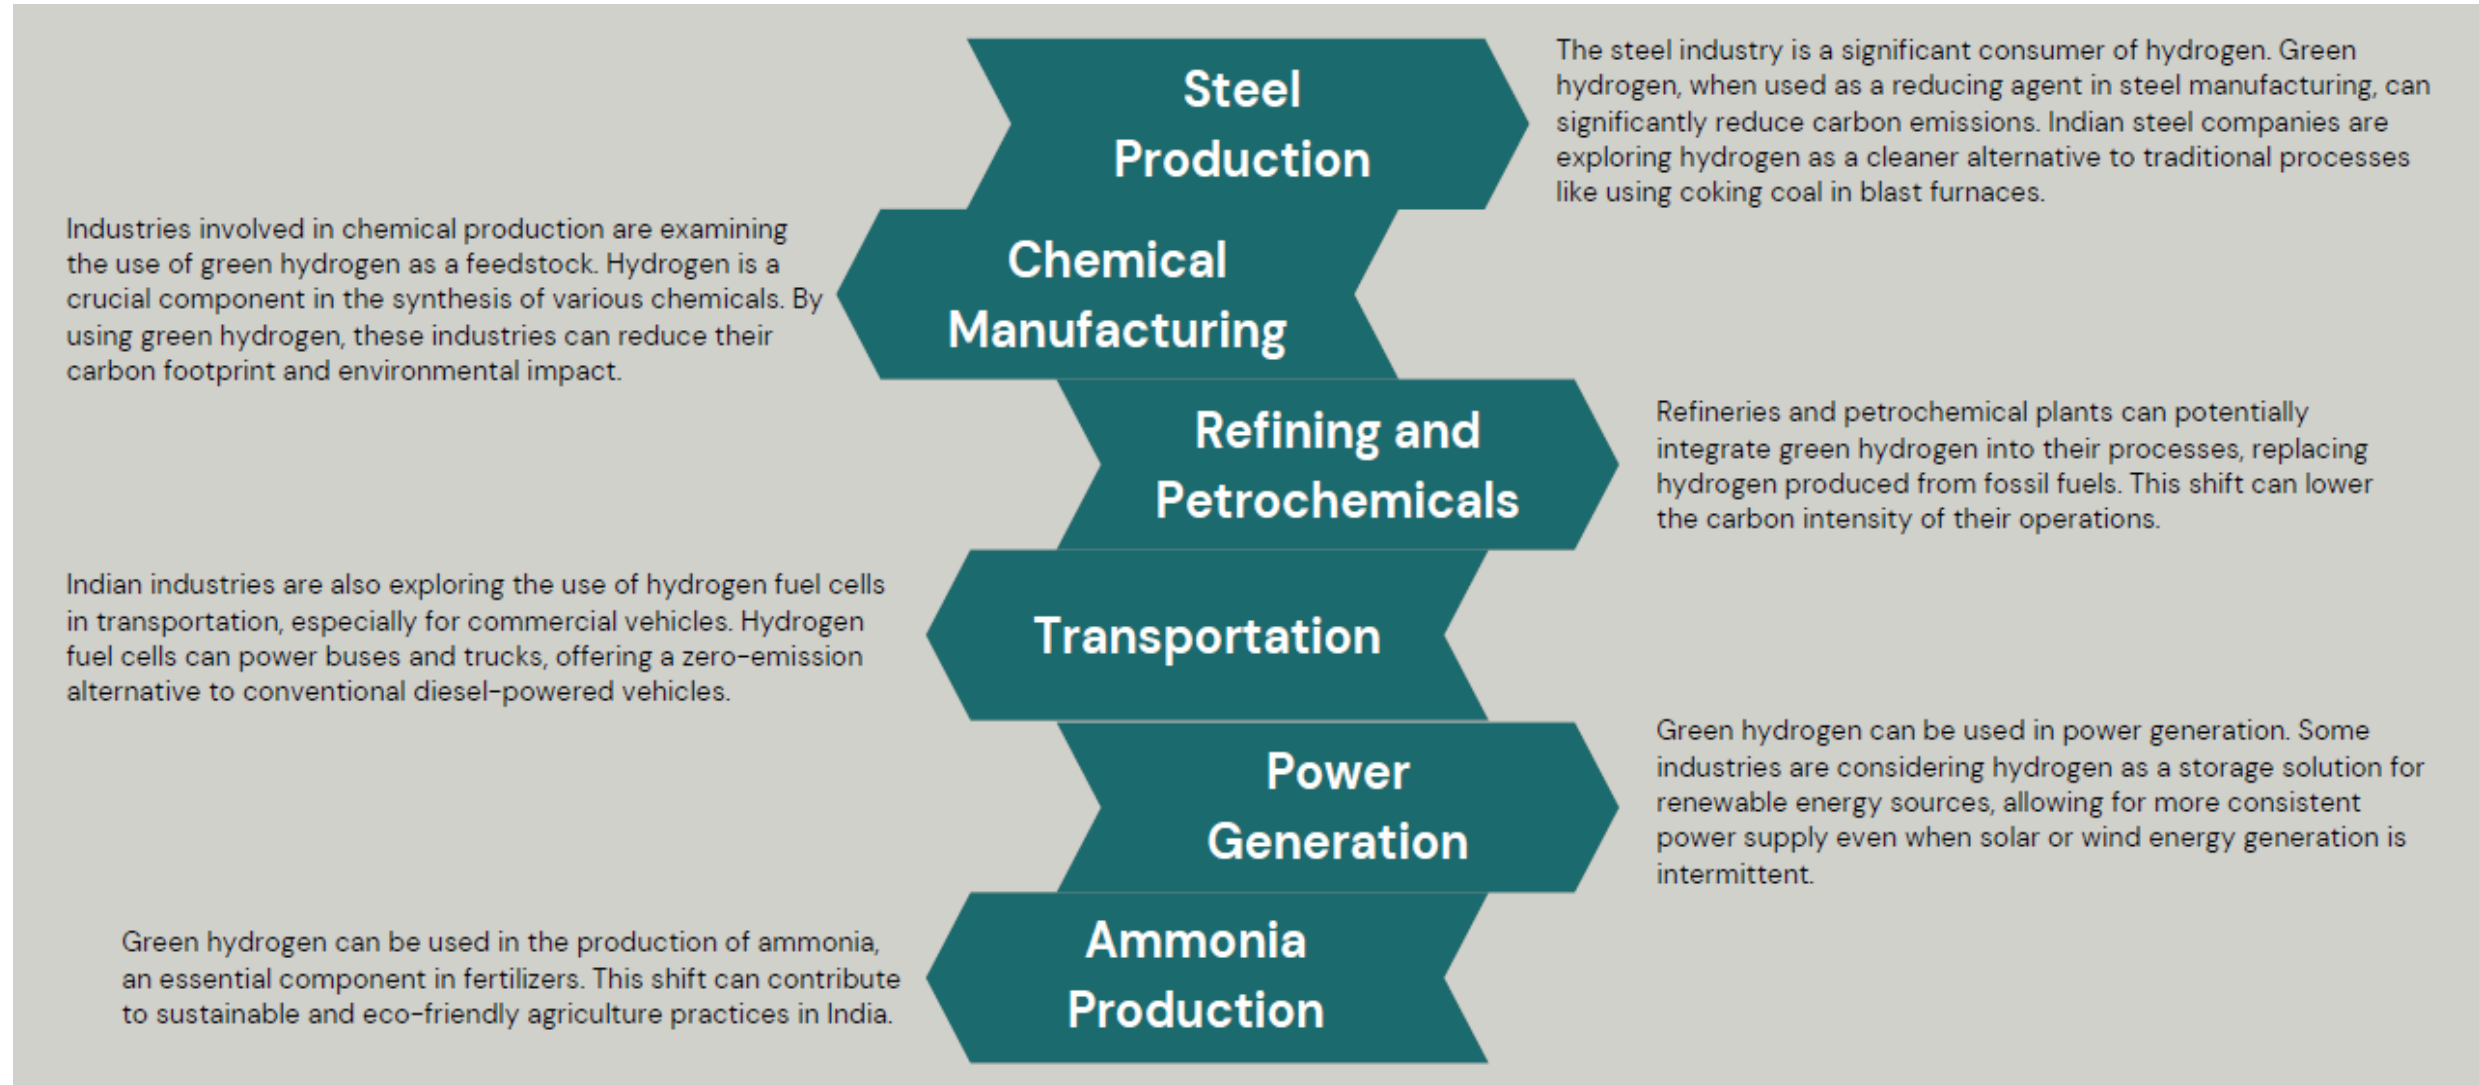 Steel
Production
The steel industry is a significant consumer of hydrogen. Green
hydrogen, when used as a reducing agent in steel manufacturing, can
significantly reduce carbon emissions. Indian steel companies are
exploring hydrogen as a cleaner alternative to traditional processes
like using coking coal in blast furnaces.
Chemical
Manufacturing
Industries involved in chemical production are examining
the use of green hydrogen as a feedstock. Hydrogen is a
crucial component in the synthesis of various chemicals. By
using green hydrogen, these industries can reduce their
carbon footprint and environmental impact.
Refining and
Petrochemicals
Refineries and petrochemical plants can potentially
integrate green hydrogen into their processes, replacing
hydrogen produced from fossil fuels. This shift can lower
the carbon intensity of their operations.
Transportation
Indian industries are also exploring the use of hydrogen fuel cells
in transportation, especially for commercial vehicles. Hydrogen
fuel cells can power buses and trucks, offering a zero-emission
alternative to conventional diesel-powered vehicles.
Power
Generation
Green hydrogen can be used in power generation. Some
industries are considering hydrogen as a storage solution for
renewable energy sources, allowing for more consistent
power supply even when solar or wind energy generation is
intermittent.
Ammonia
Production
Green hydrogen can be used in the production of ammonia,
an essential component in fertilizers. This shift can contribute
to sustainable and eco-friendly agriculture practices in India.